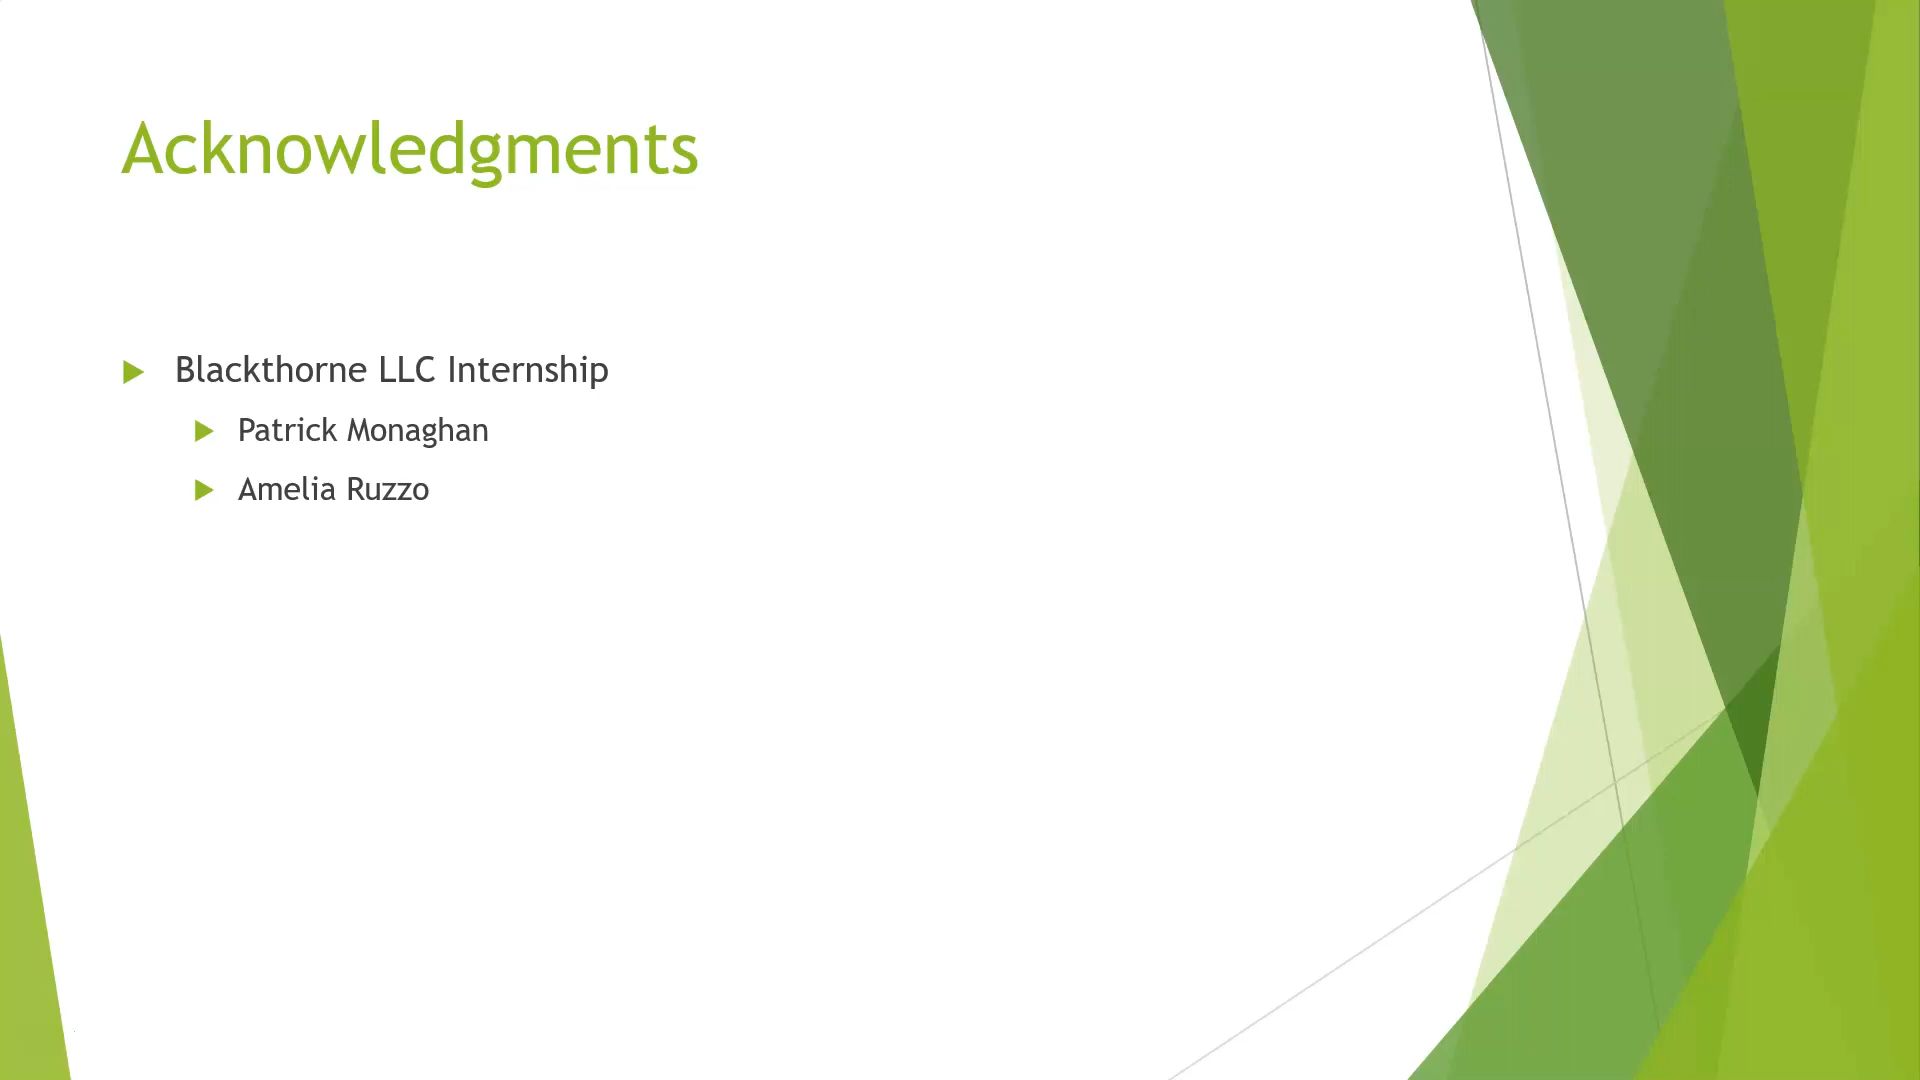 Acknowledgments
Blackthorne LLC Internship
Patrick Monaghan
Amelia Ruzzo